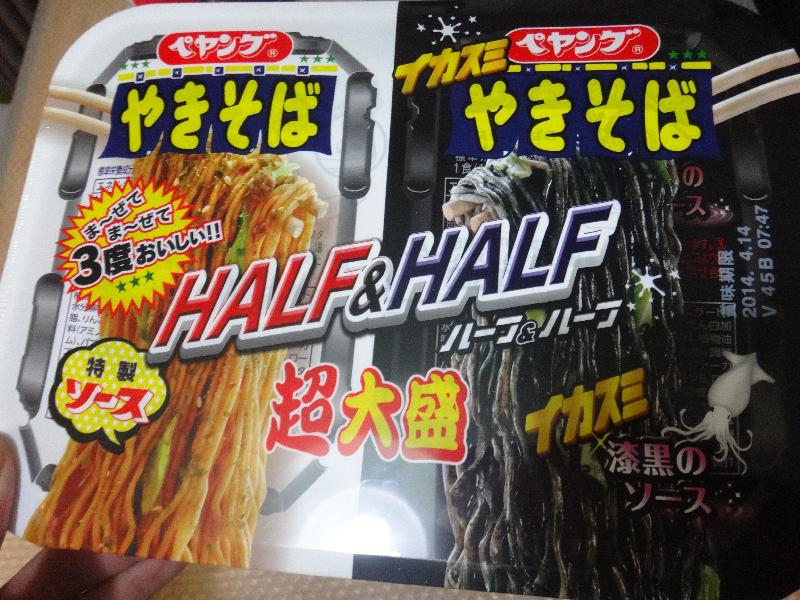 ペヤング®
やきそば
イカスミ
ペヤング®
やきそば
ま〜ぜて
ま〜ぜて
3度おいしい!!
HALF&HALF
ハーフ&ハーフ
特製
ソース
超大盛
イカスミ
漆黒の
ソース
賞味期限
2014. 4.14
V 45B 07:47